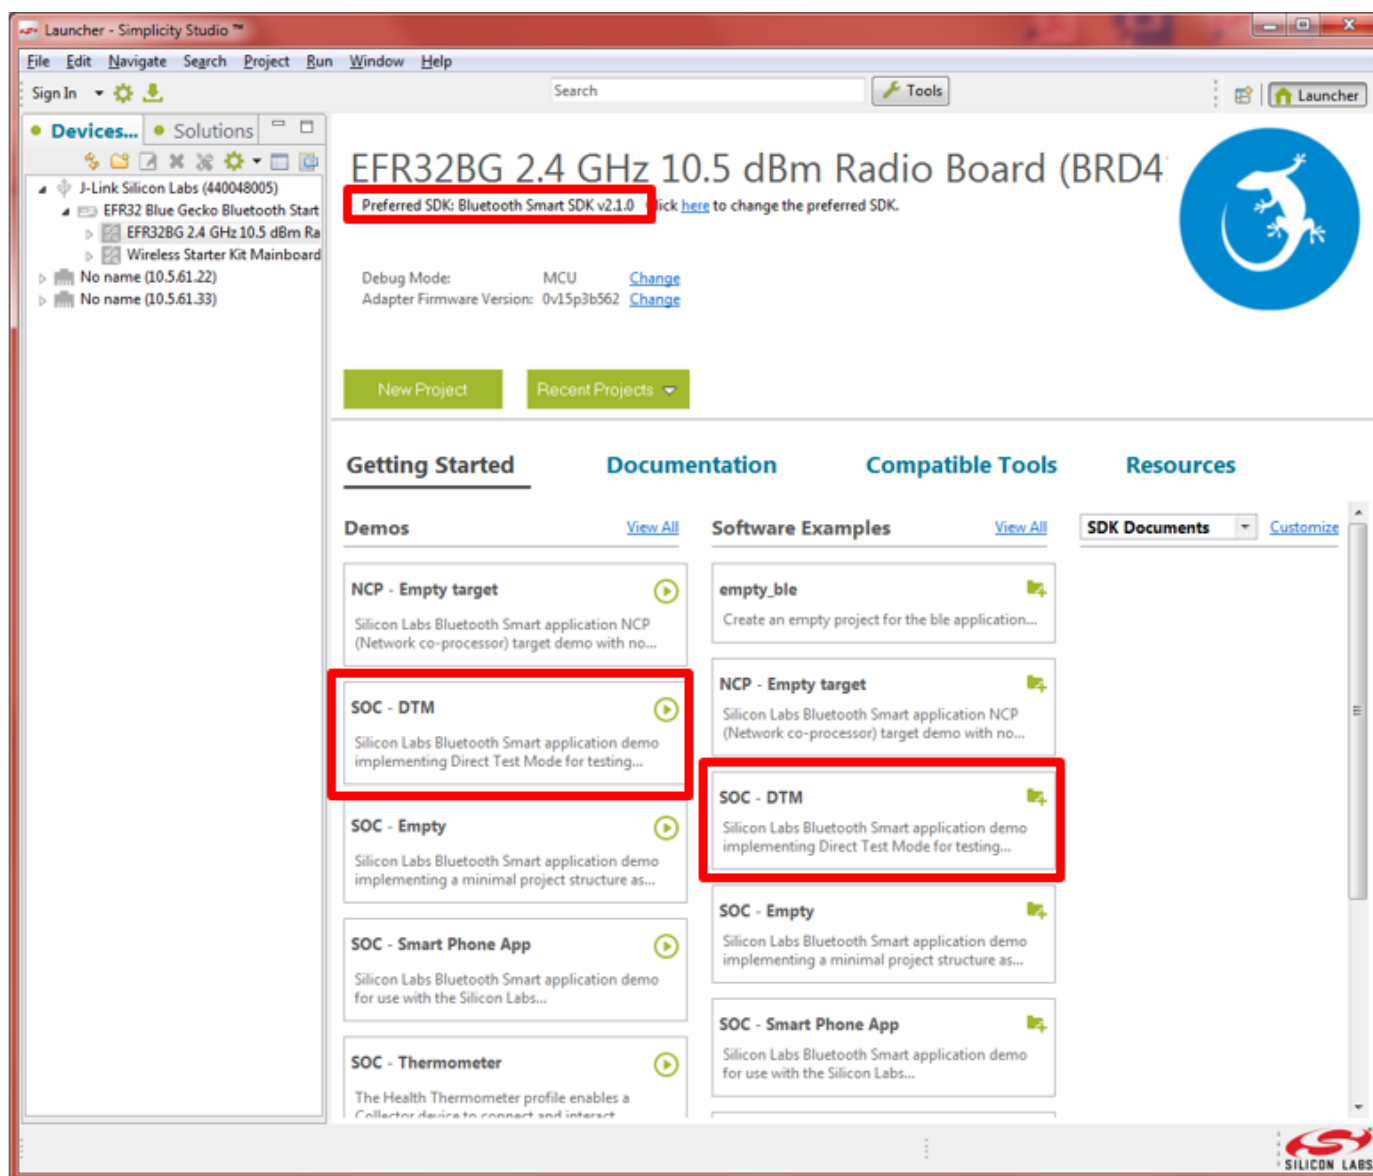 Launcher - Simplicity Studio ™
File Edit Navigate Search Project Run Window Help
Sign In
Search
Tools
Launcher
Devices...
Solutions
J-Link Silicon Labs (440048005)
EFR32 Blue Gecko Bluetooth Start
EFR32BG 2.4 GHz 10.5 dBm Ra
Wireless Starter Kit Mainboard
No name (10.5.61.22)
No name (10.5.61.33)
EFR32BG 2.4 GHz 10.5 dBm Radio Board (BRD41
Preferred SDK: Bluetooth Smart SDK v2.1.0 Click here to change the preferred SDK.
Debug Mode: MCU Change
Adapter Firmware Version: 0v15p3b562 Change
New Project
Recent Projects
Getting Started
Documentation
Compatible Tools
Resources
Demos
View All
NCP - Empty target
Silicon Labs Bluetooth Smart application NCP
(Network co-processor) target demo with no...
SOC - DTM
Silicon Labs Bluetooth Smart application demo
implementing Direct Test Mode for testing...
SOC - Empty
Silicon Labs Bluetooth Smart application demo
implementing a minimal project structure as...
SOC - Smart Phone App
Silicon Labs Bluetooth Smart application demo
for use with the Silicon Labs...
SOC - Thermometer
The Health Thermometer profile enables a
Collector device to connect and interact
Software Examples
View All
empty_ble
Create an empty project for the ble application...
NCP - Empty target
Silicon Labs Bluetooth Smart application NCP
(Network co-processor) target demo with no...
SOC - DTM
Silicon Labs Bluetooth Smart application demo
implementing Direct Test Mode for testing...
SOC - Empty
Silicon Labs Bluetooth Smart application demo
implementing a minimal project structure as...
SOC - Smart Phone App
Silicon Labs Bluetooth Smart application demo
for use with the Silicon Labs...
SDK Documents
Customize
SILICON LABS